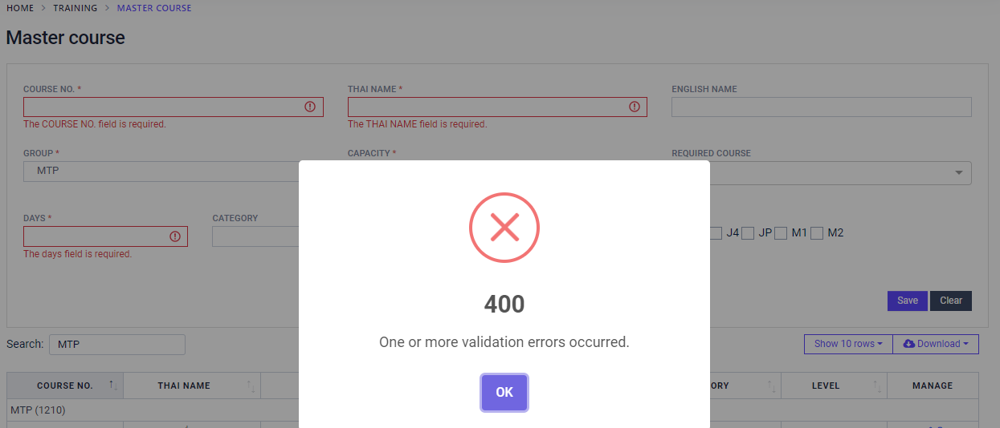 HOME > TRAINING > MASTER COURSE
Master course
COURSE NO. * THAI NAME * ENGLISH NAME
The COURSE NO. field is required. The THAI NAME field is required.
GROUP * CAPACITY * REQUIRED COURSE
MTP
DAYS * CATEGORY
J4 JP M1 M2
The days field is required.
400
One or more validation errors occurred.
OK
Save Clear
Search: MTP Show 10 rows Download
COURSE NO. THAI NAME ORY LEVEL MANAGE
MTP (1210)